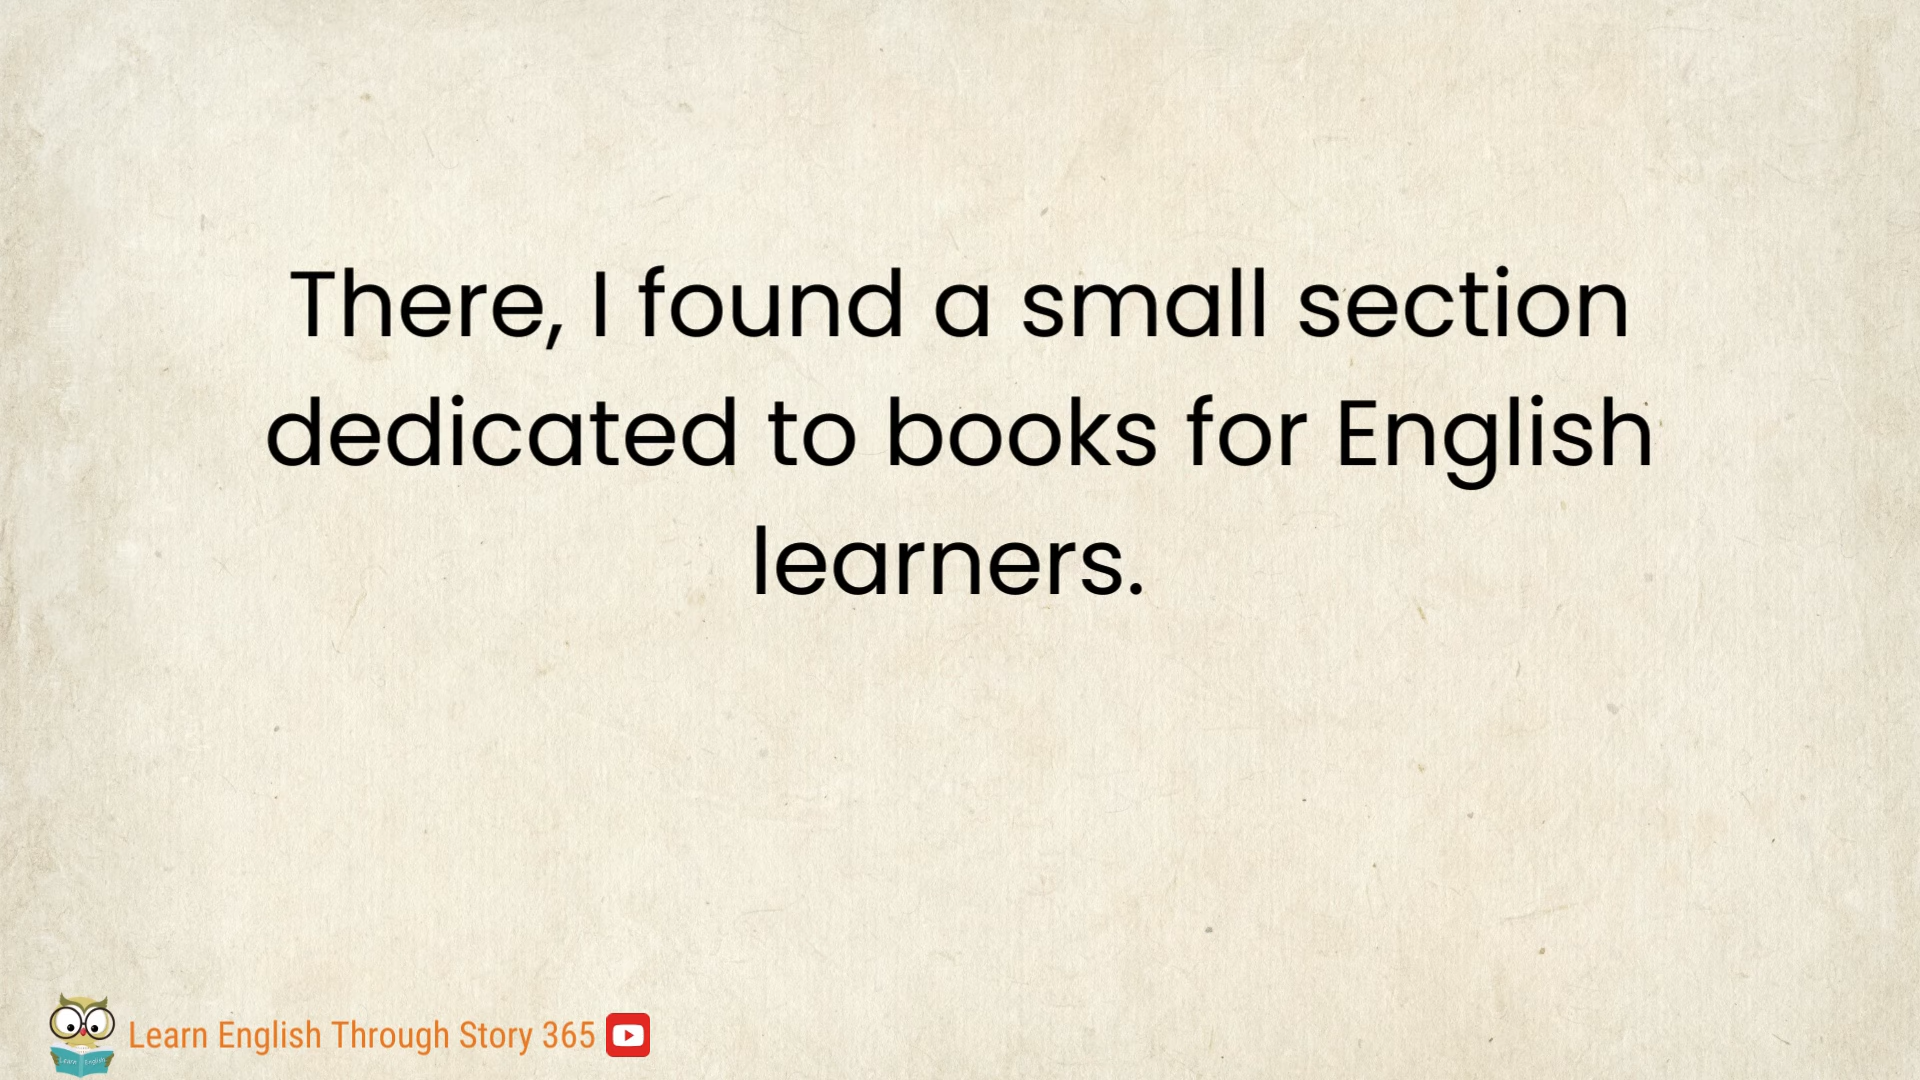 There, I found a small section
dedicated to books for English
learners.
Learn English Through Story 365